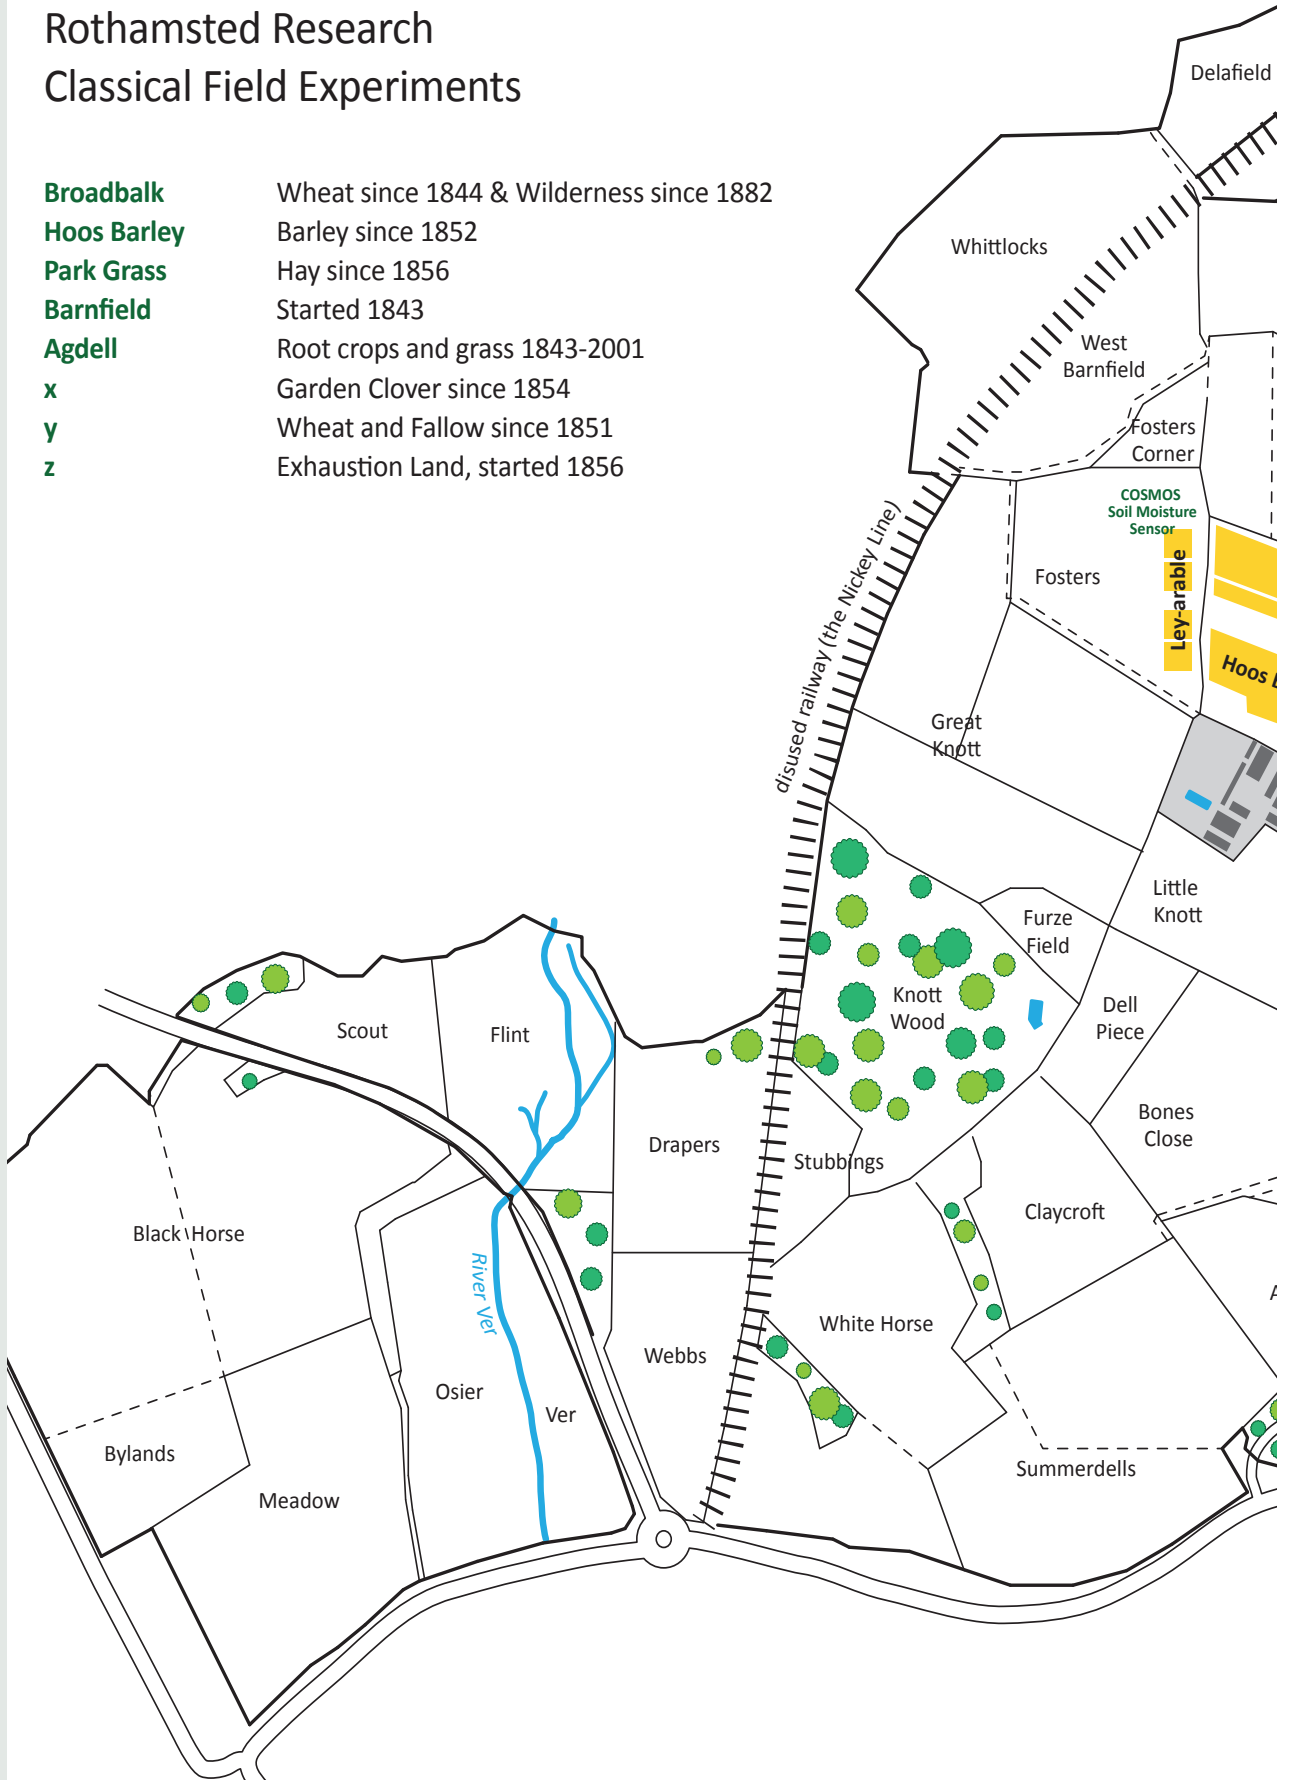 Rothamsted Research
Classical Field Experiments
Broadbalk Wheat since 1844 & Wilderness since 1882
Hoos Barley Barley since 1852
Park Grass Hay since 1856
Barnfield Started 1843
Agdell Root crops and grass 1843-2001
x Garden Clover since 1854
y Wheat and Fallow since 1851
z Exhaustion Land, started 1856
Delafield
Whittlocks
West
Barnfield
Fosters
Corner
COSMOS
Soil Moisture
Sensor
Fosters
Ley-arable
Hoos
disused railway (the Nickey Line)
Great
Knott
Little
Knott
Furze
Field
Knott
Wood
Dell
Piece
Scout
Flint
Drapers
Stubbings
Bones
Close
Claycroft
Black Horse
River Ver
White Horse
Webbs
Osier
Ver
Bylands
Meadow
Summerdells